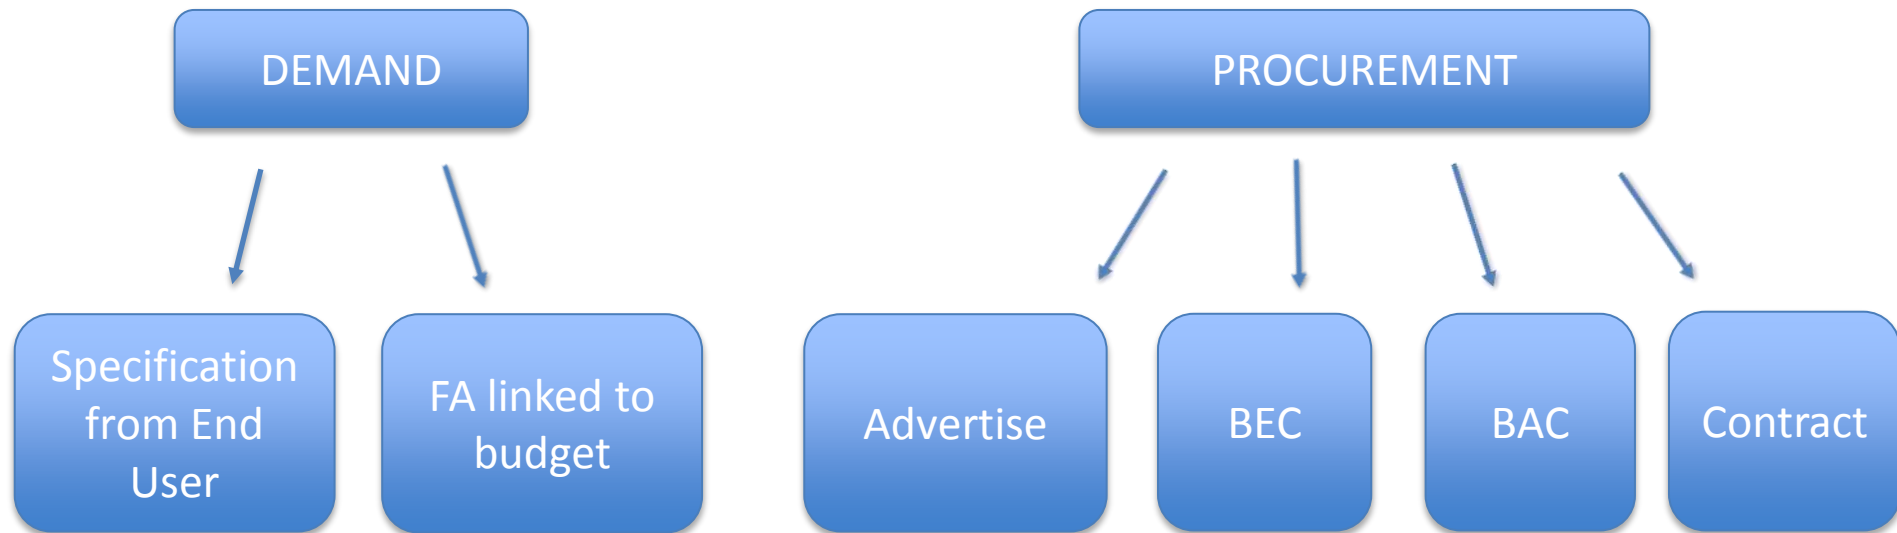 DEMAND
PROCUREMENT
Specification
from End
User
FA linked to
budget
Advertise
BEC
BAC
Contract